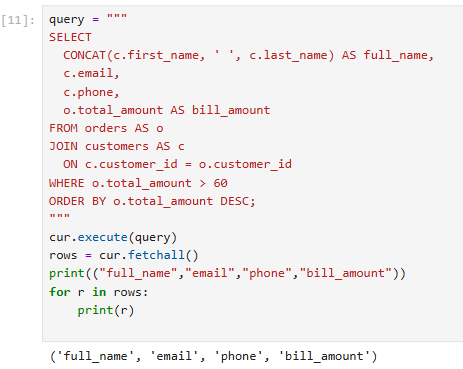 [11]: query = """
SELECT
  CONCAT(c.first_name, ' ', c.last_name) AS full_name,
  c.email,
  c.phone,
  o.total_amount AS bill_amount
FROM orders AS o
JOIN customers AS c
  ON c.customer_id = o.customer_id
WHERE o.total_amount > 60
ORDER BY o.total_amount DESC;
"""
cur.execute(query)
rows = cur.fetchall()
print(("full_name","email","phone","bill_amount"))
for r in rows:
    print(r)
('full_name', 'email', 'phone', 'bill_amount')